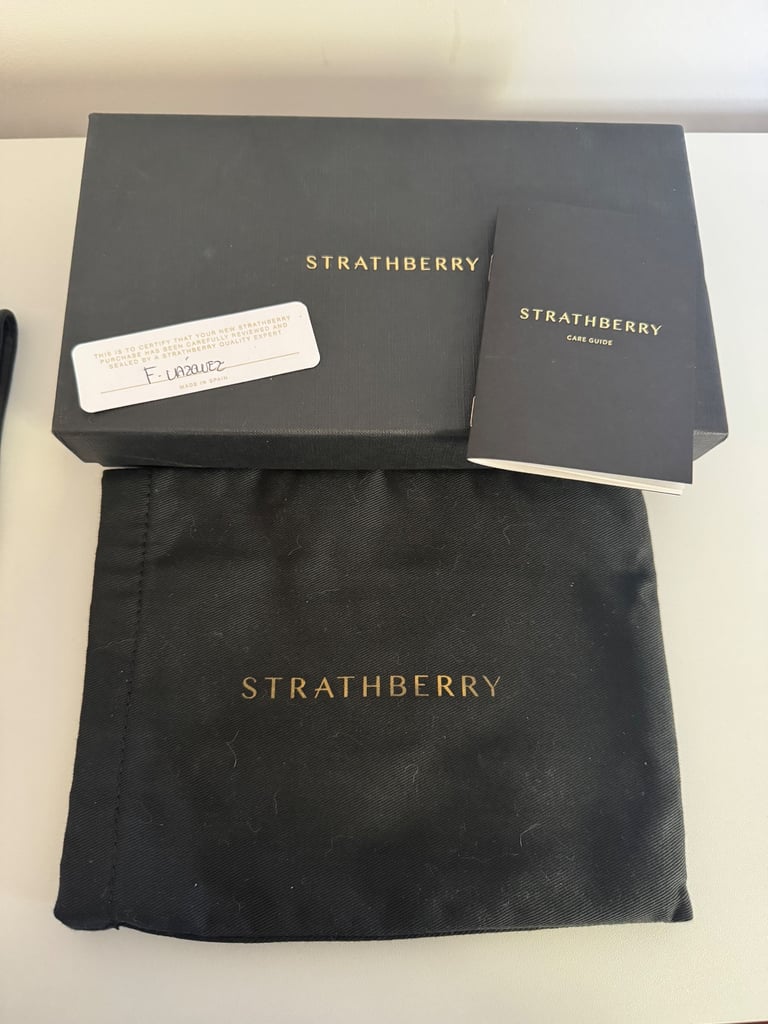 STRATHBERRY
STRATHBERRY
CARE GUIDE
THIS IS TO CERTIFY THAT YOUR NEW STRATHBERRY
PURCHASE HAS BEEN CAREFULLY REVIEWED AND
SEALED BY A STRATHBERRY QUALITY EXPERT.
F. VÁZQUEZ
MADE IN SPAIN
STRATHBERRY